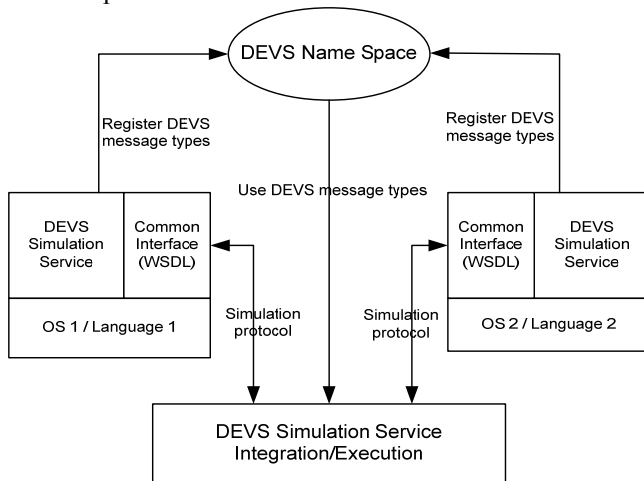 DEVS Name Space
Register DEVS
message types
Register DEVS
message types
Use DEVS message types
DEVS
Simulation
Service
Common
Interface
(WSDL)
Common
Interface
(WSDL)
DEVS
Simulation
Service
OS 1 / Language 1
OS 2 / Language 2
Simulation
protocol
Simulation
protocol
DEVS Simulation Service
Integration/Execution